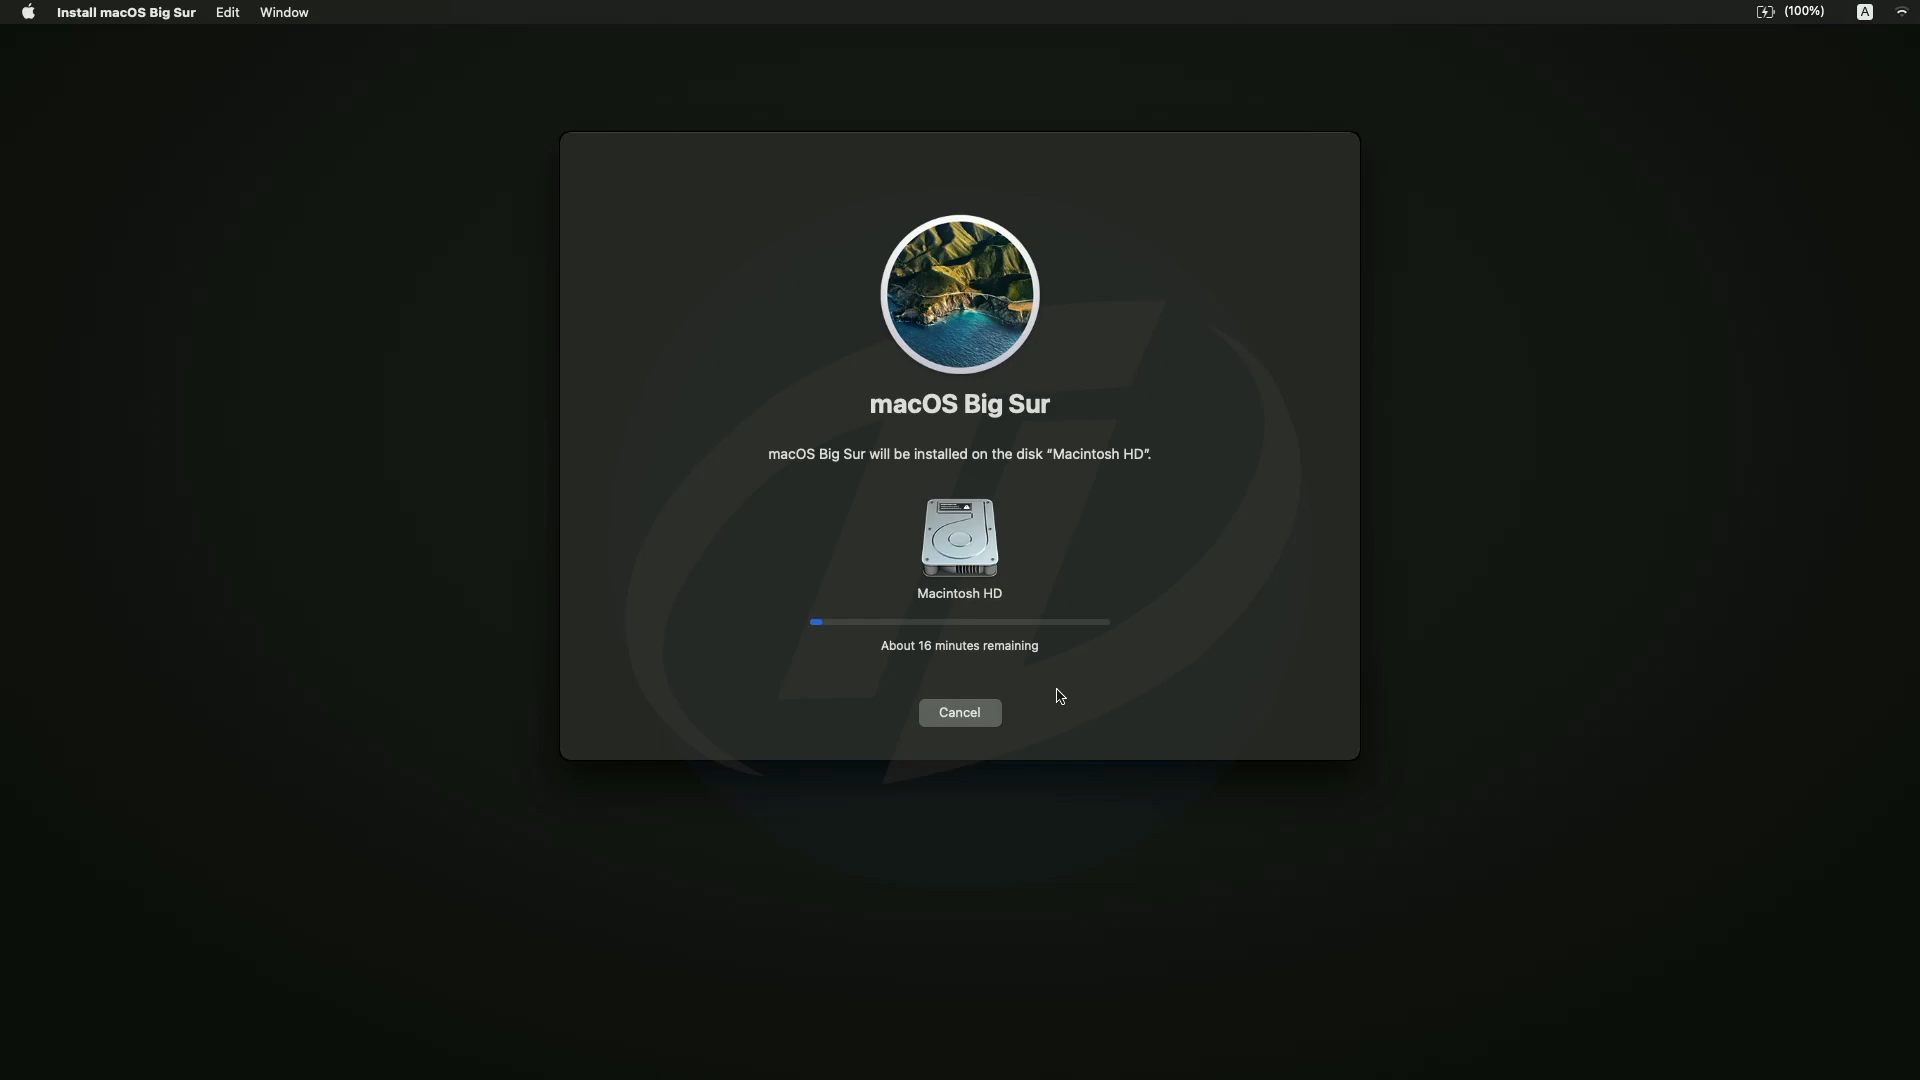 Install macOS Big Sur Edit Window (100%) A
macOS Big Sur
macOS Big Sur will be installed on the disk “Macintosh HD”.
Macintosh HD
About 16 minutes remaining
Cancel